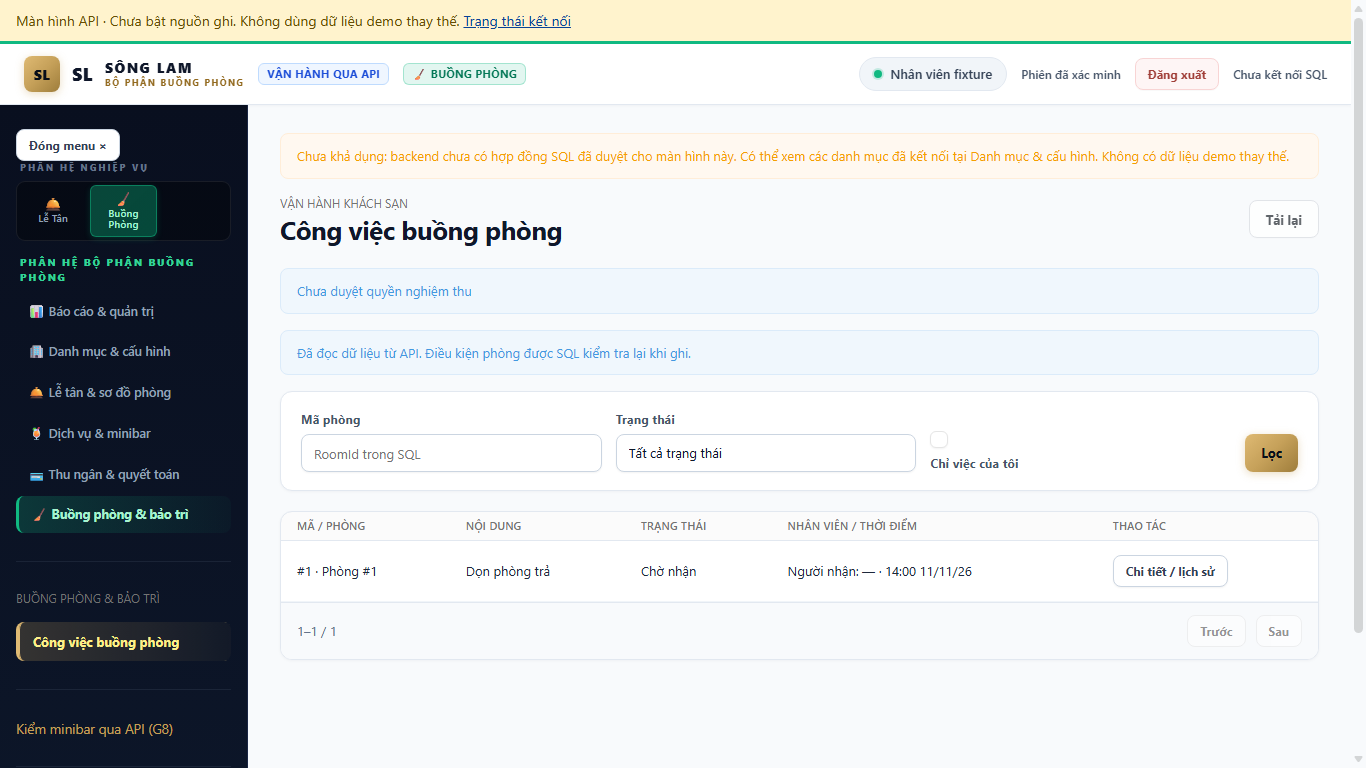 Màn hình API · Chưa bật nguồn ghi. Không dùng dữ liệu demo thay thế. Trạng thái kết nối
SL
SL
SÔNG LAM
BỘ PHẬN BUỒNG PHÒNG
VẬN HÀNH QUA API
BUỒNG PHÒNG
Nhân viên fixture
Phiên đã xác minh
Đăng xuất
Chưa kết nối SQL
Đóng menu ×
PHÂN HỆ NGHIỆP VỤ
Lễ Tân
Buồng
Phòng
PHÂN HỆ BỘ PHẬN BUỒNG
PHÒNG
Báo cáo & quản trị
Danh mục & cấu hình
Lễ tân & sơ đồ phòng
Dịch vụ & minibar
Thu ngân & quyết toán
Buồng phòng & bảo trì
BUỒNG PHÒNG & BẢO TRÌ
Công việc buồng phòng
Kiểm minibar qua API (G8)
Chưa khả dụng: backend chưa có hợp đồng SQL đã duyệt cho màn hình này. Có thể xem các danh mục đã kết nối tại Danh mục & cấu hình. Không có dữ liệu demo thay thế.
VẬN HÀNH KHÁCH SẠN
Công việc buồng phòng
Tải lại
Chưa duyệt quyền nghiệm thu
Đã đọc dữ liệu từ API. Điều kiện phòng được SQL kiểm tra lại khi ghi.
Mã phòng
RoomId trong SQL
Trạng thái
Tất cả trạng thái
Chỉ việc của tôi
Lọc
MÃ / PHÒNG NỘI DUNG TRẠNG THÁI NHÂN VIÊN / THỜI ĐIỂM THAO TÁC
#1 · Phòng #1 Dọn phòng trả Chờ nhận Người nhận: — · 14:00 11/11/26 Chi tiết / lịch sử
1–1 / 1
Trước
Sau